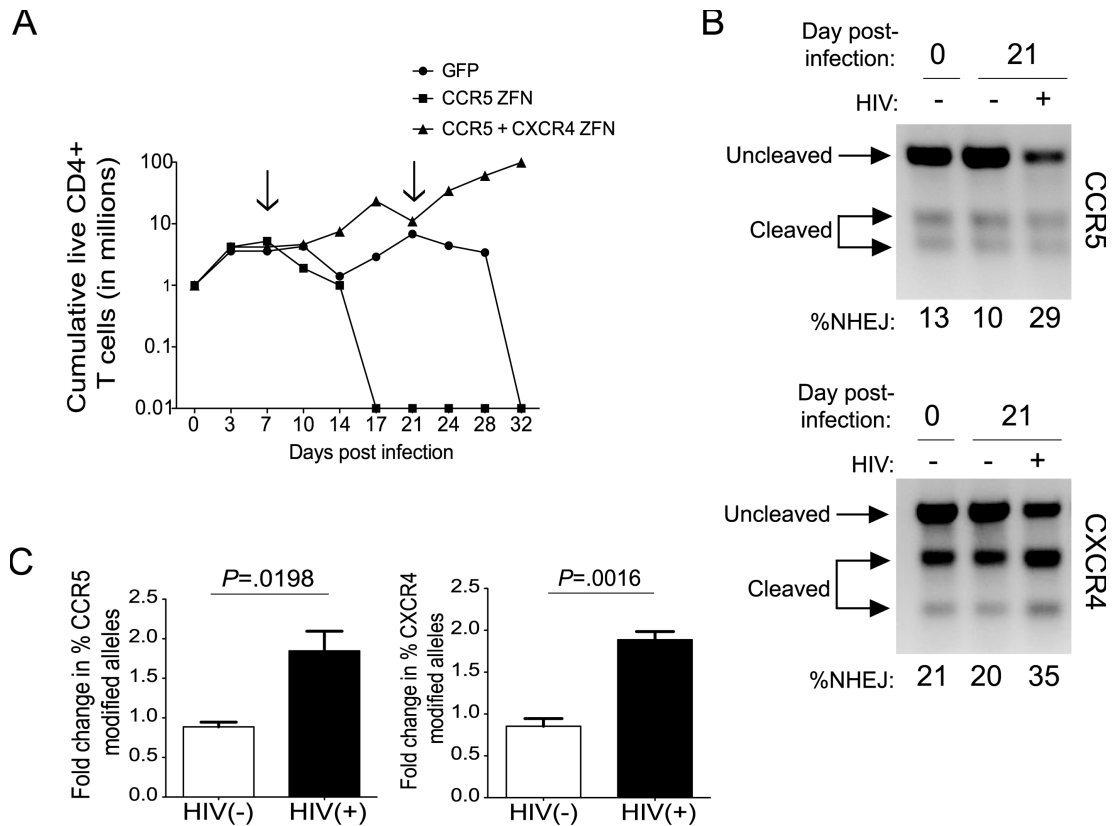 A
GFP
CCR5 ZFN
CCR5 + CXCR4 ZFN
Cumulative live CD4+
T cells (in millions)
100
10
1
0.1
0.01
0 3 7 10 14 17 21 24 28 32
Days post infection
B
Day post-
infection: 0 21
HIV: - - +
Uncleaved
Cleaved
CCR5
%NHEJ: 13 10 29
Day post-
infection: 0 21
HIV: - - +
Uncleaved
Cleaved
CXCR4
%NHEJ: 21 20 35
C
Fold change in % CCR5
modified alleles
P=.0198
2.5
2.0
1.5
1.0
0.5
0.0
HIV(-) HIV(+)
Fold change in % CXCR4
modified alleles
P=.0016
2.5
2.0
1.5
1.0
0.5
0.0
HIV(-) HIV(+)